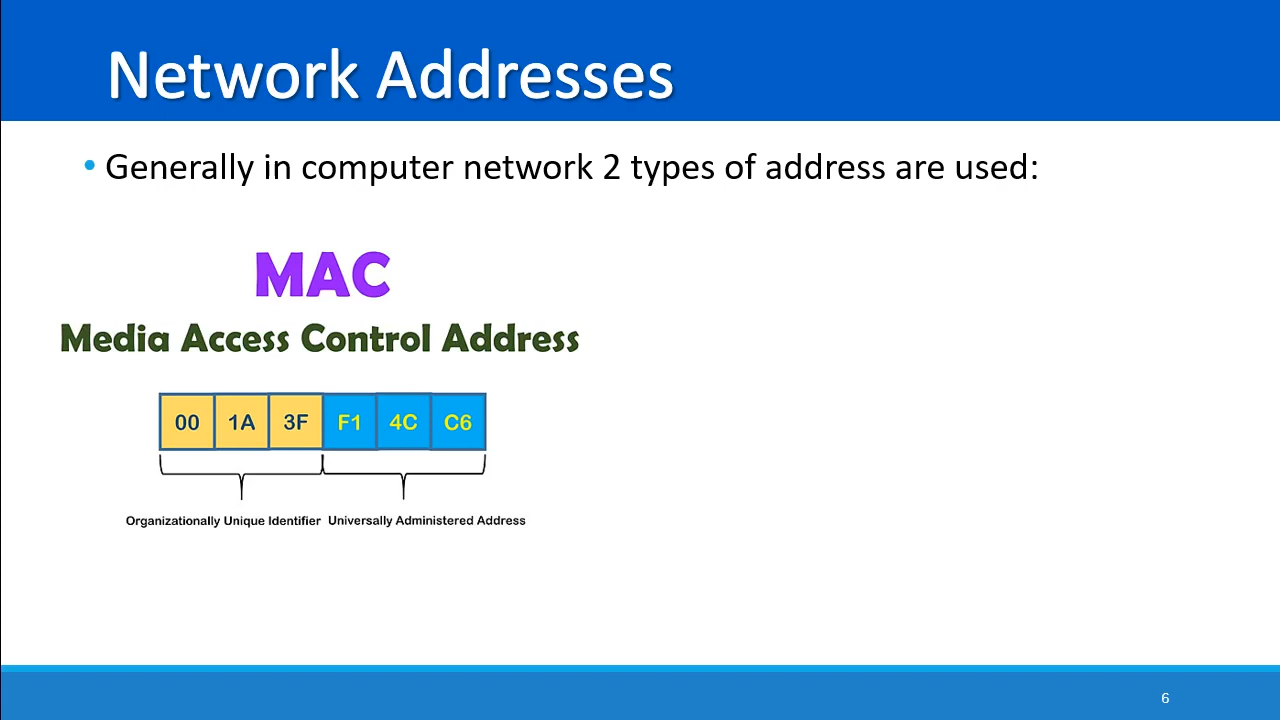 Network Addresses
• Generally in computer network 2 types of address are used:
MAC
Media Access Control Address
00 1A 3F F1 4C C6
Organizationally Unique Identifier Universally Administered Address
6